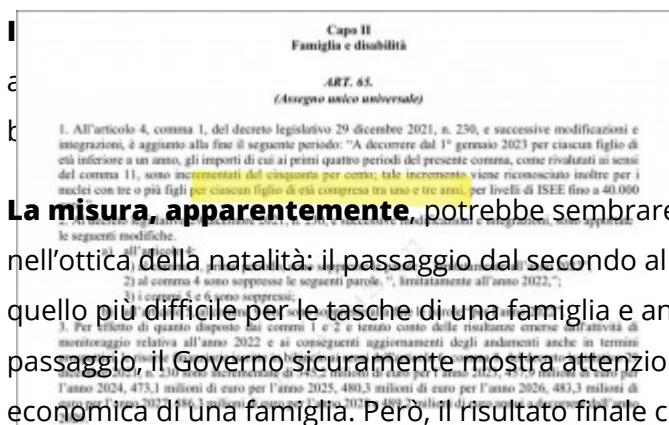 Capo II
Famiglia e disabilità
ART. 65.
(Assegno unico universale)
1. All'articolo 4, comma 1, del decreto legislativo 29 dicembre 2021, n. 230, e successive modificazioni e
integrazioni, è aggiunto alla fine il seguente periodo: "A decorrere dal 1° gennaio 2023 per ciascun figlio di
età inferiore a un anno, gli importi di cui ai primi quattro periodi del presente comma, come rivalutati ai sensi
del comma 11, sono incrementati del cinquanta per cento; tale incremento viene riconosciuto inoltre per i
nuclei con tre o più figli per ciascun figlio di età compresa tra uno e tre anni, per livelli di ISEE fino a 40.000
La misura, apparentemente, potrebbe sembrare
le seguenti modifiche.
a) all'articolo 4:
nell'ottica della natalità: il passaggio dal secondo al
2) al comma 4 sono soppresse le seguenti parole, ", limitatamente all'anno 2022,";
3) i commi 5 e 6 sono soppressi;
quello più difficile per le tasche di una famiglia e an
3. Per effetto di quanto disposto dai commi 1 e 2 e tenuto conto delle risultanze emerse dall'attività di
monitoraggio relativa all'anno 2022 e ai conseguenti aggiornamenti degli andamenti anche in termini
passaggio, il Governo sicuramente mostra attenzio
l'anno 2024, 473,1 milioni di euro per l'anno 2025, 480,3 milioni di euro per l'anno 2026, 483,3 milioni di
economica di una famiglia. Però, il risultato finale c